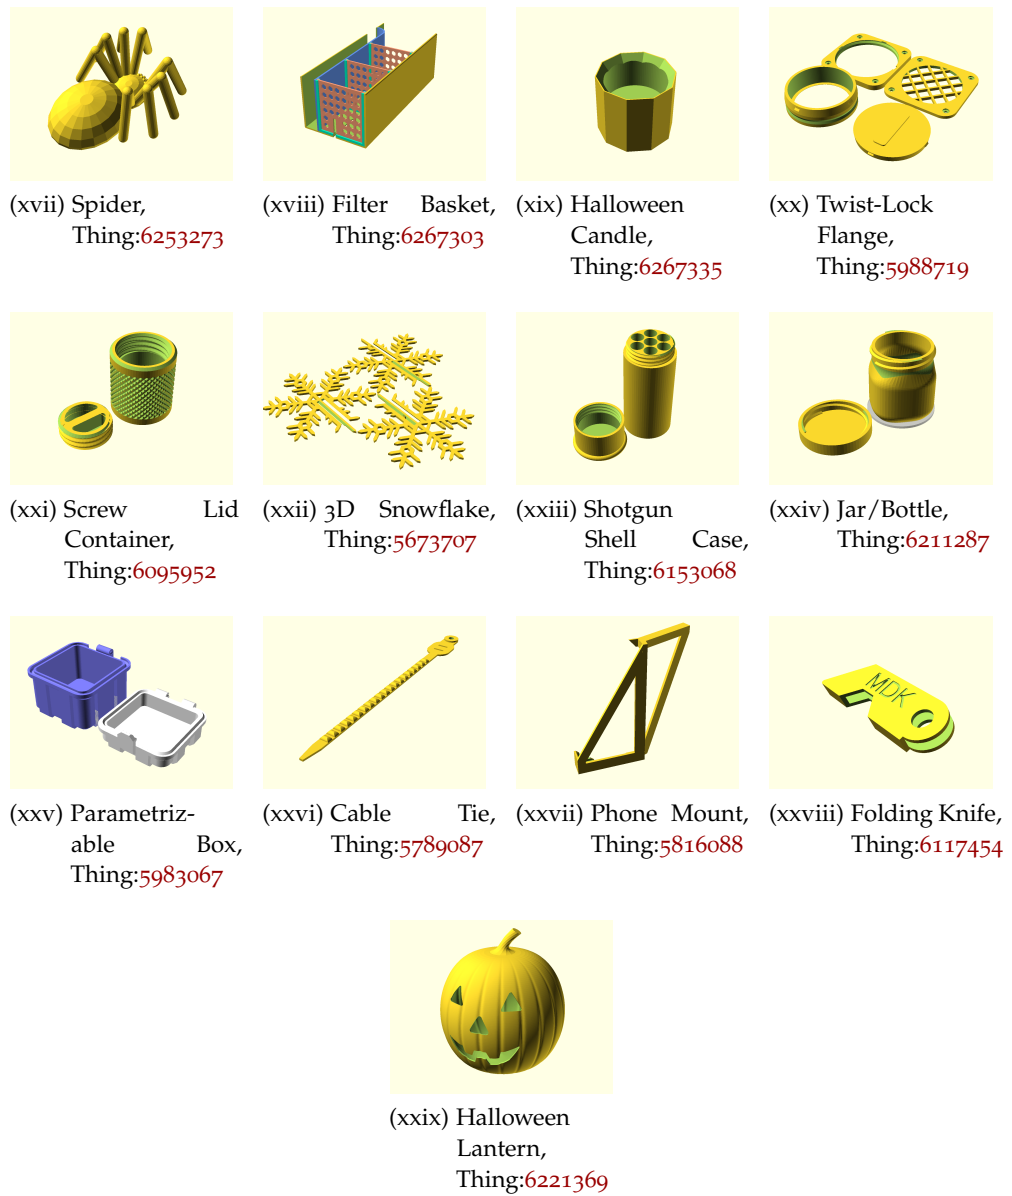 (xvii) Spider,
Thing:6253273
(xviii) Filter Basket,
Thing:6267303
(xix) Halloween
Candle,
Thing:6267335
(xx) Twist-Lock
Flange,
Thing:5988719
(xxi) Screw Lid
Container,
Thing:6095952
(xxii) 3D Snowflake,
Thing:5673707
(xxiii) Shotgun
Shell Case,
Thing:6153068
(xxiv) Jar/Bottle,
Thing:6211287
(xxv) Parametriz-
able Box,
Thing:5983067
(xxvi) Cable Tie,
Thing:5789087
(xxvii) Phone Mount,
Thing:5816088
MDK
(xxviii) Folding Knife,
Thing:6117454
(xxix) Halloween
Lantern,
Thing:6221369